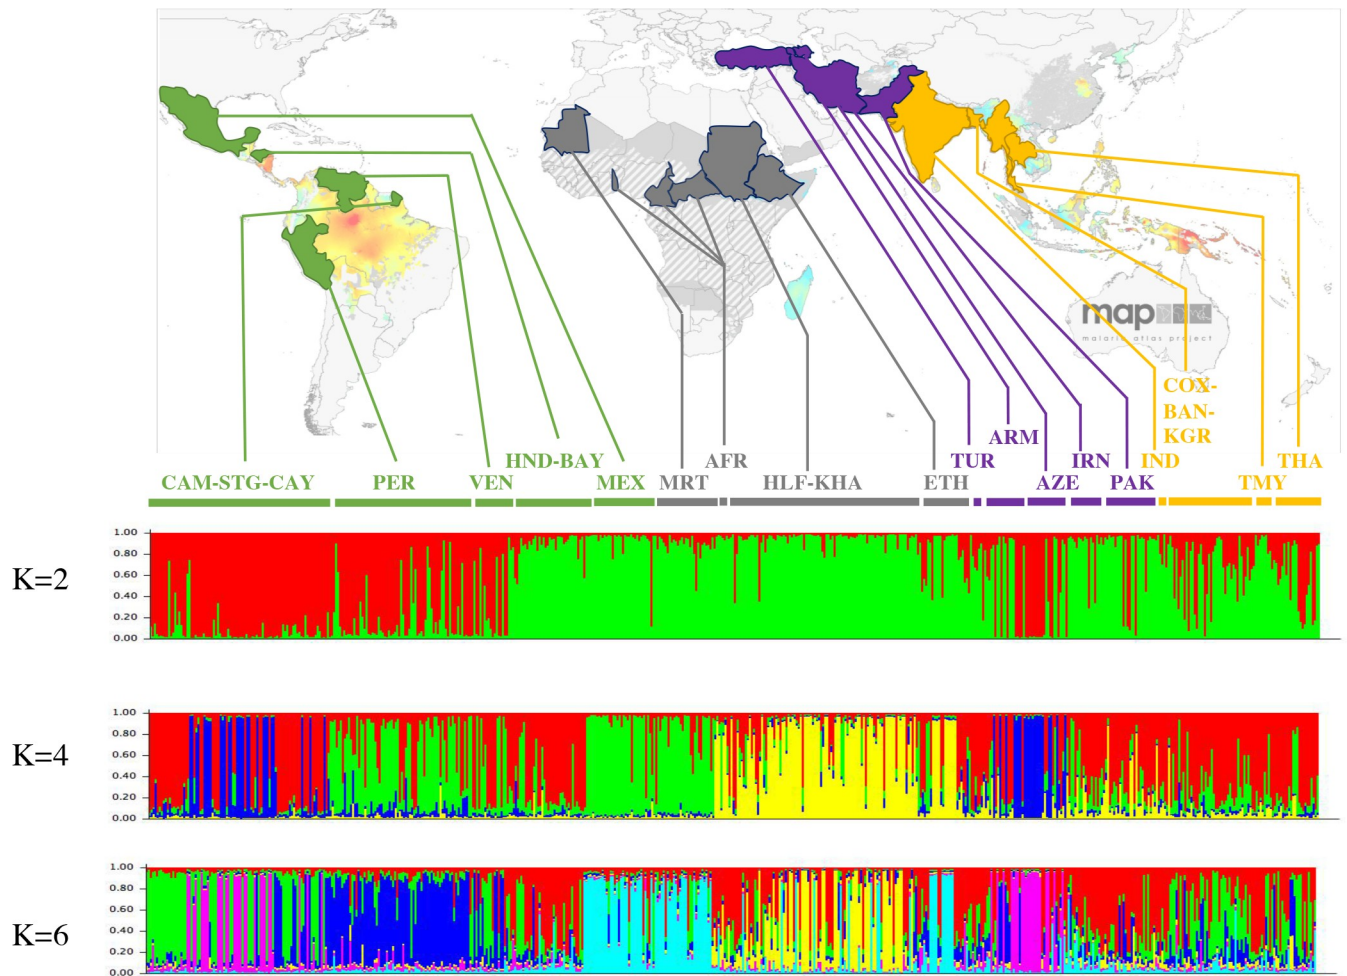 map
malaria atlas project
COX-
BAN-
KGR
ARM
HND-BAY
AFR
TUR
IRN
IND
THA
CAM-STG-CAY
PER
VEN
MEX
MRT
HLF-KHA
ETH
AZE
PAK
TMY
K=2
1.00
0.80
0.60
0.40
0.20
0.00
K=4
1.00
0.80
0.60
0.40
0.20
0.00
K=6
1.00
0.80
0.60
0.40
0.20
0.00